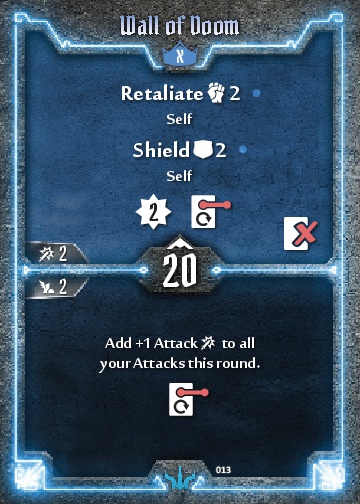 Wall of Doom
X
Retaliate 2
Self
Shield 2
Self
2
2
20
2
Add +1 Attack to all
your Attacks this round.
013